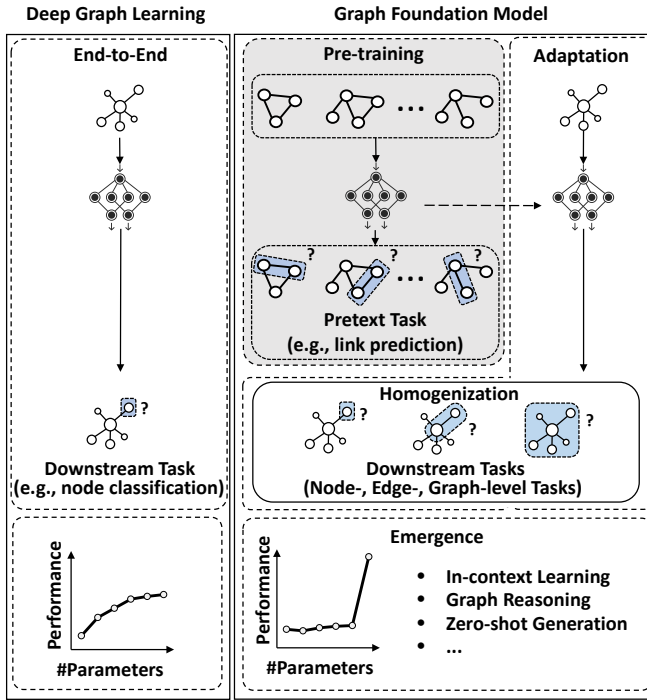 Deep Graph Learning
Graph Foundation Model
End-to-End
Pre-training
Adaptation
...
? ? ?
...
Pretext Task
(e.g., link prediction)
?
Downstream Task
(e.g., node classification)
Homogenization
? ? ?
Downstream Tasks
(Node-, Edge-, Graph-level Tasks)
Performance
#Parameters
Emergence
Performance
#Parameters
• In-context Learning
• Graph Reasoning
• Zero-shot Generation
• ...